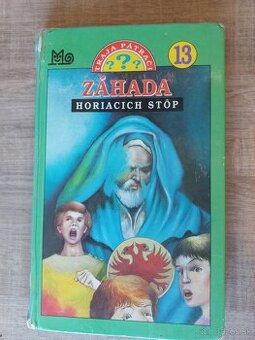 TRAJA PÁTRAČI
???
Mo
13
ZÁHADA
HORIACICH STÔP